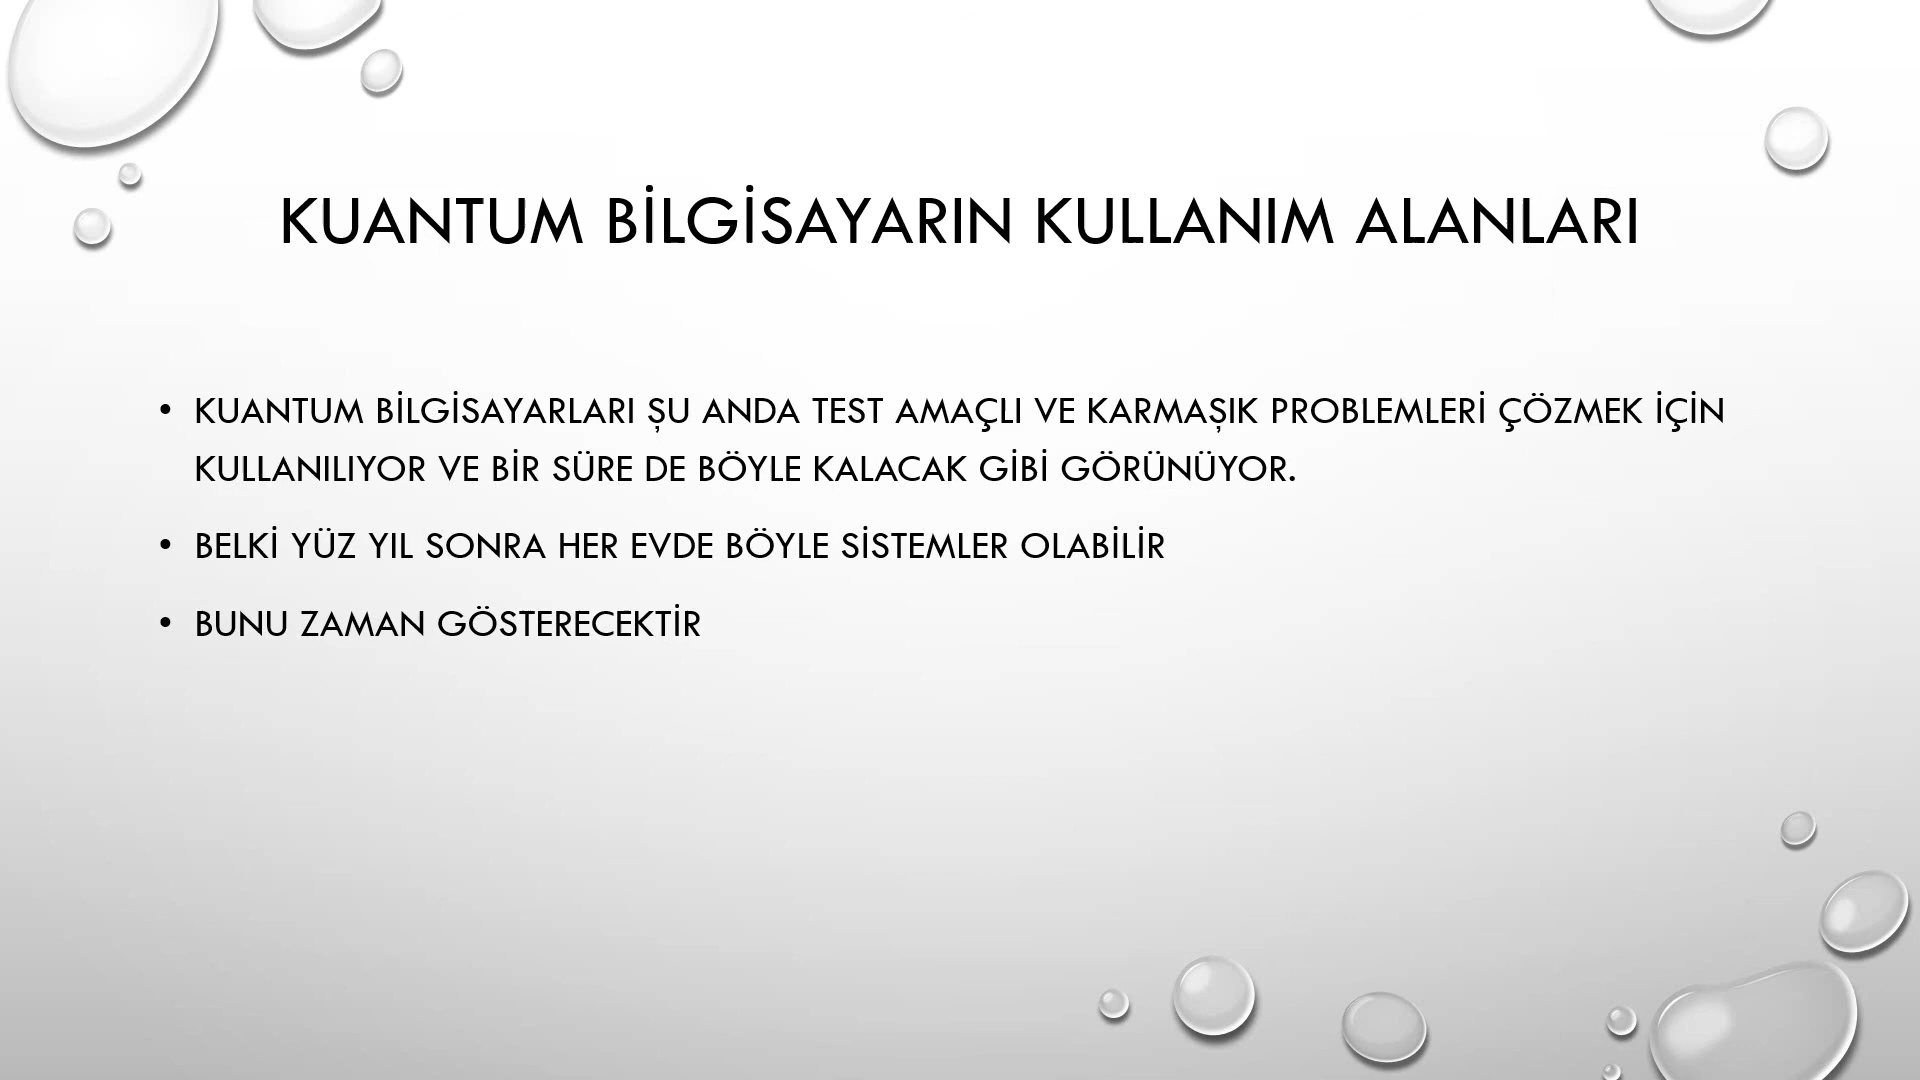 KUANTUM BİLGİSAYARIN KULLANIM ALANLARI
• KUANTUM BİLGİSAYARLARI ŞU ANDA TEST AMAÇLI VE KARMAŞIK PROBLEMLERİ ÇÖZMEK İÇİN
KULLANILIYOR VE BİR SÜRE DE BÖYLE KALACAK GİBİ GÖRÜNÜYOR.
• BELKİ YÜZ YIL SONRA HER EVDE BÖYLE SİSTEMLER OLABİLİR
• BUNU ZAMAN GÖSTERECEKTİR